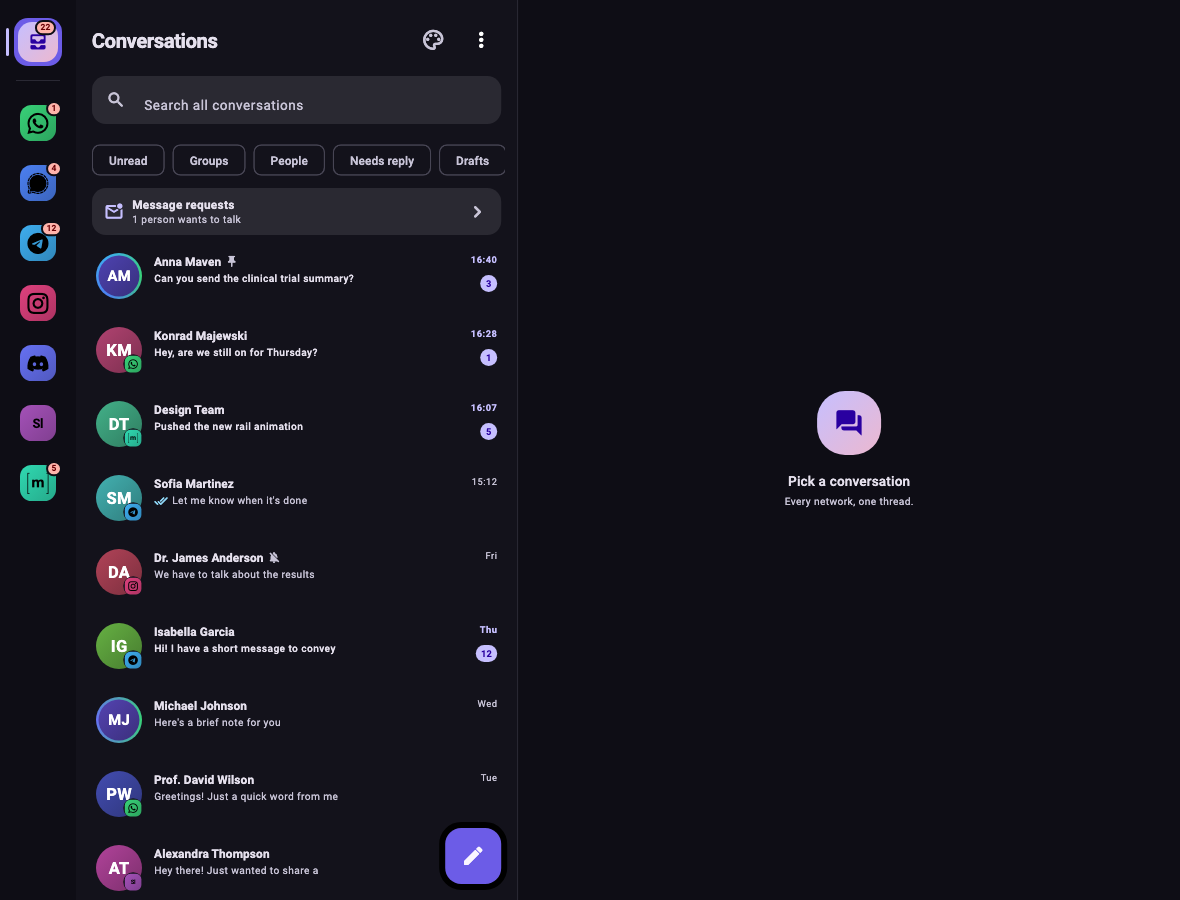 22
Conversations
1
Search all conversations
Unread Groups People Needs reply Drafts
4
Message requests
1 person wants to talk
12
Anna Maven 16:40
AM
Can you send the clinical trial summary? 3
Konrad Majewski 16:28
KM
Hey, are we still on for Thursday? 1
Design Team 16:07
DT
Pushed the new rail animation 5
m
Sl
5
[m]
Sofia Martinez 15:12
SM
Let me know when it's done
Dr. James Anderson Fri
DA
We have to talk about the results
Isabella Garcia Thu
IG
Hi! I have a short message to convey 12
Michael Johnson Wed
MJ
Here's a brief note for you
Prof. David Wilson Tue
PW
Greetings! Just a quick word from me
Alexandra Thompson
AT
Hey there! Just wanted to share a
Sl
Pick a conversation
Every network, one thread.